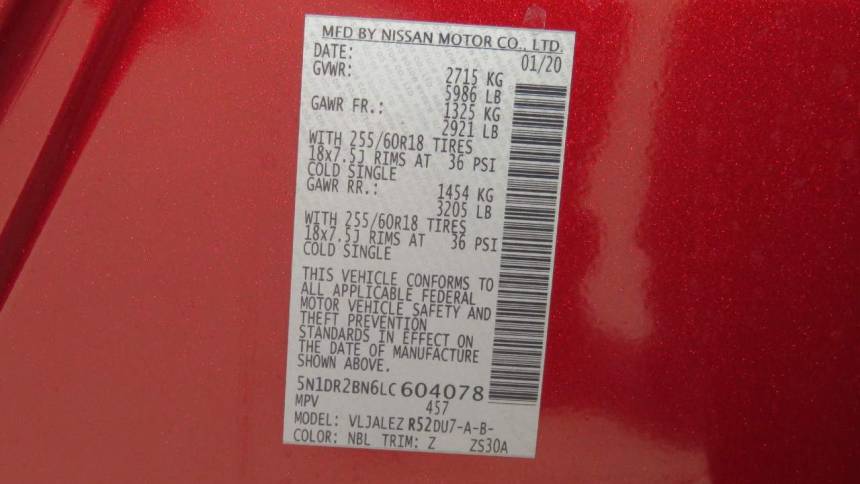 MFD BY NISSAN MOTOR CO., LTD.
DATE: 01/20
GVWR: 2715 KG
5986 LB
GAWR FR.: 1325 KG
2921 LB
WITH 255/60R18 TIRES
18x7.5J RIMS AT 36 PSI
COLD SINGLE
GAWR RR.: 1454 KG
3205 LB
WITH 255/60R18 TIRES
18x7.5J RIMS AT 36 PSI
COLD SINGLE
THIS VEHICLE CONFORMS TO
ALL APPLICABLE FEDERAL
MOTOR VEHICLE SAFETY AND
THEFT PREVENTION
STANDARDS IN EFFECT ON
THE DATE OF MANUFACTURE
SHOWN ABOVE.
5N1DR2BN6LC604078
MPV 457
MODEL: VLJALEZ R52DU7-A-B-
COLOR: NBL TRIM: Z ZS30A